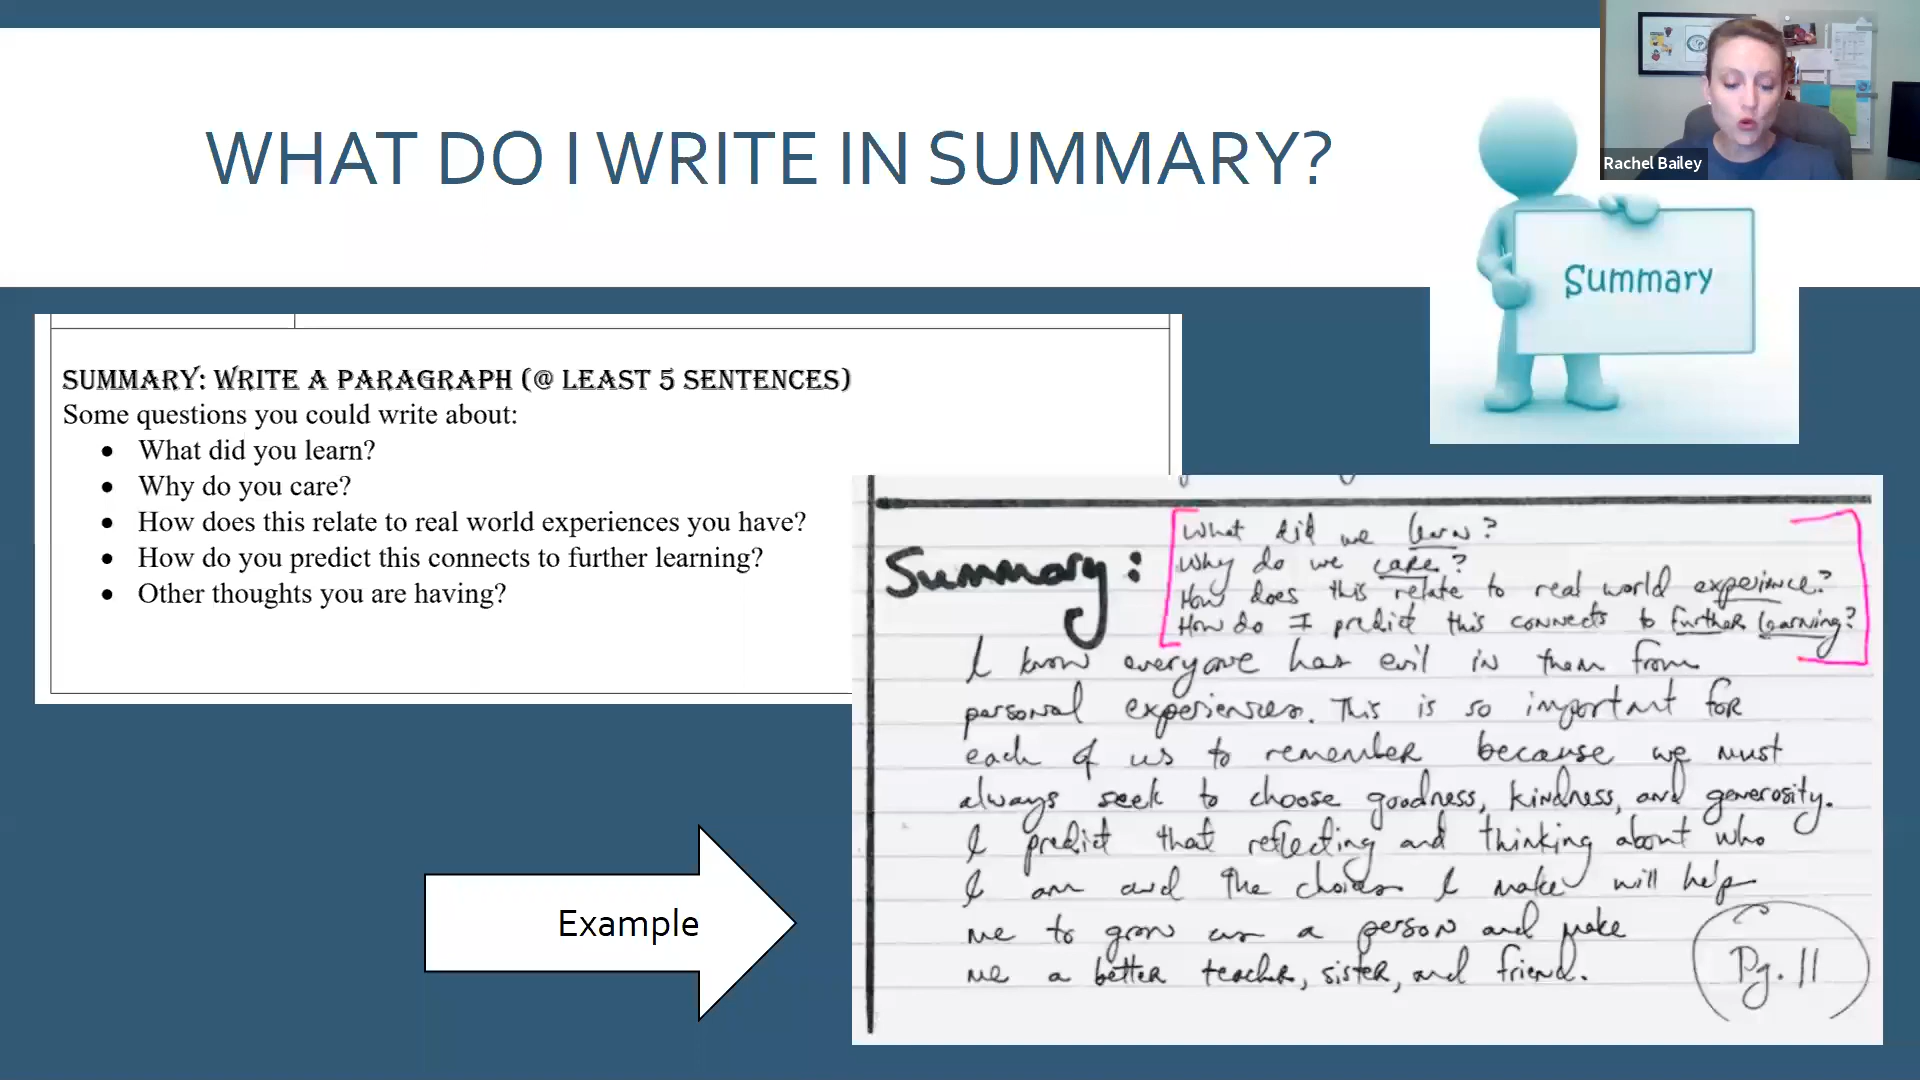 WHAT DO I WRITE IN SUMMARY?
Rachel Bailey
Summary
SUMMARY: WRITE A PARAGRAPH (@ LEAST 5 SENTENCES)
Some questions you could write about:
• What did you learn?
• Why do you care?
• How does this relate to real world experiences you have?
• How do you predict this connects to further learning?
• Other thoughts you are having?
Example
Summary:
What did we learn?
Why do we care?
How does this relate to real world experience?
How do I predict this connects to further learning?
I know everyone has evil in them from
personal experiences. This is so important for
each of us to remember because we must
always seek to choose goodness, kindness, and generosity.
I predict that reflecting and thinking about who
I am and the choices I make will help
me to grow as a person and make
me a better teacher, sister, and friend.
Pg. 11